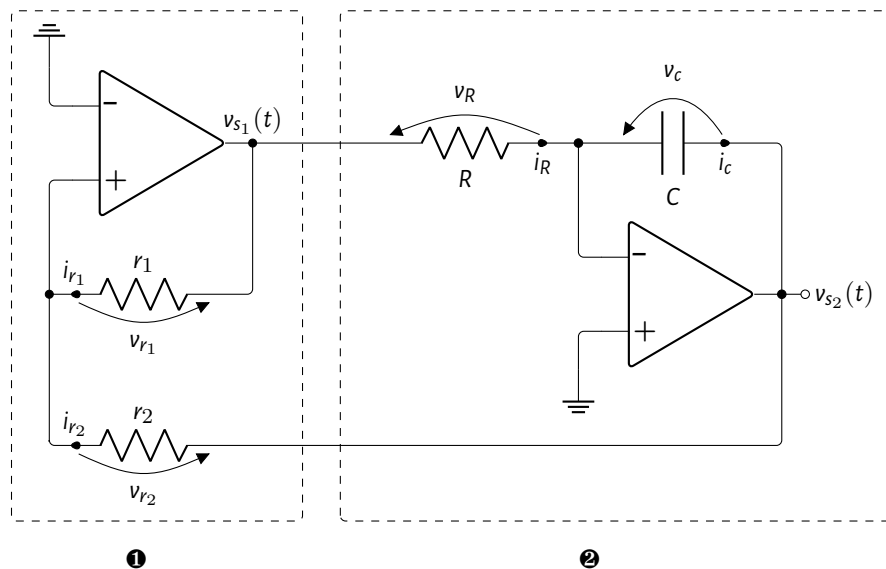 v_{s_1}(t)
v_R
v_c
R
i_R
C
i_c
−
+
i_{r_1}
r_1
v_{r_1}
−
+
v_{s_2}(t)
i_{r_2}
r_2
v_{r_2}
❶
❷